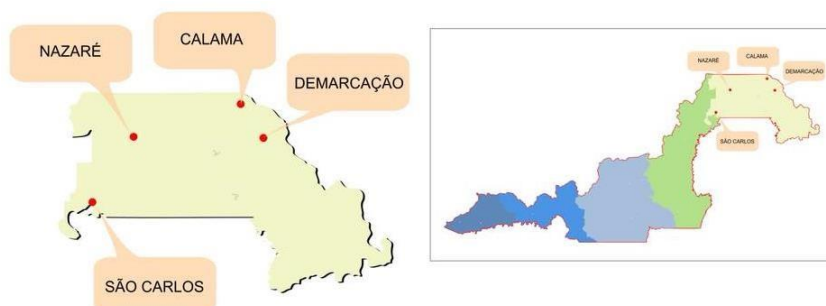 CALAMA
NAZARÉ
DEMARCAÇÃO
SÃO CARLOS
CALAMA
NAZARÉ
DEMARCAÇÃO
SÃO CARLOS